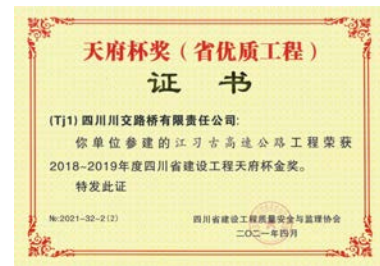 天府杯奖（省优质工程）
证 书
(Tj1) 四川川交路桥有限责任公司:
你单位参建的江习古高速公路工程荣获
2018~2019年度四川省建设工程天府杯金奖。
特发此证
№:2021-32-2(2)
四川省建设工程质量安全与监理协会
二〇二一年四月